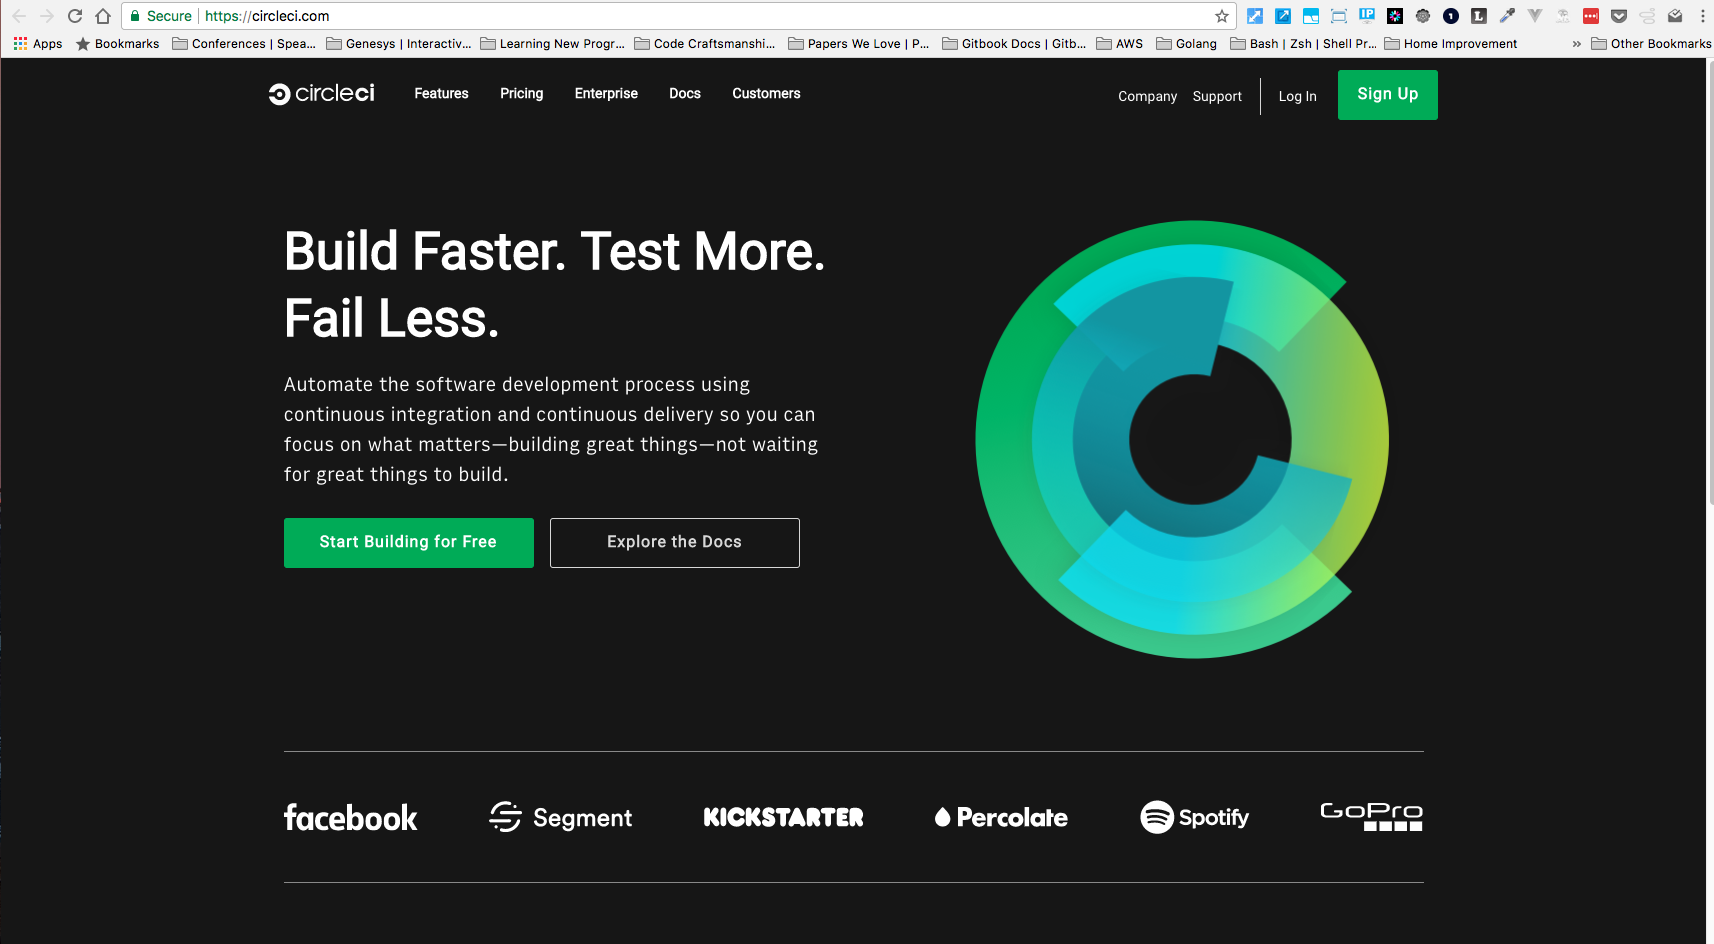 Secure https://circleci.com
IP
1
L
Apps Bookmarks Conferences | Spea... Genesys | Interactiv... Learning New Progr... Code Craftsmanshi... Papers We Love | P... Gitbook Docs | Gitb... AWS Golang Bash | Zsh | Shell Pr... Home Improvement » Other Bookmarks
circleci Features Pricing Enterprise Docs Customers Company Support Log In Sign Up
Build Faster. Test More.
Fail Less.
Automate the software development process using
continuous integration and continuous delivery so you can
focus on what matters—building great things—not waiting
for great things to build.
Start Building for Free Explore the Docs
facebook Segment KICKSTARTER Percolate Spotify GoPro